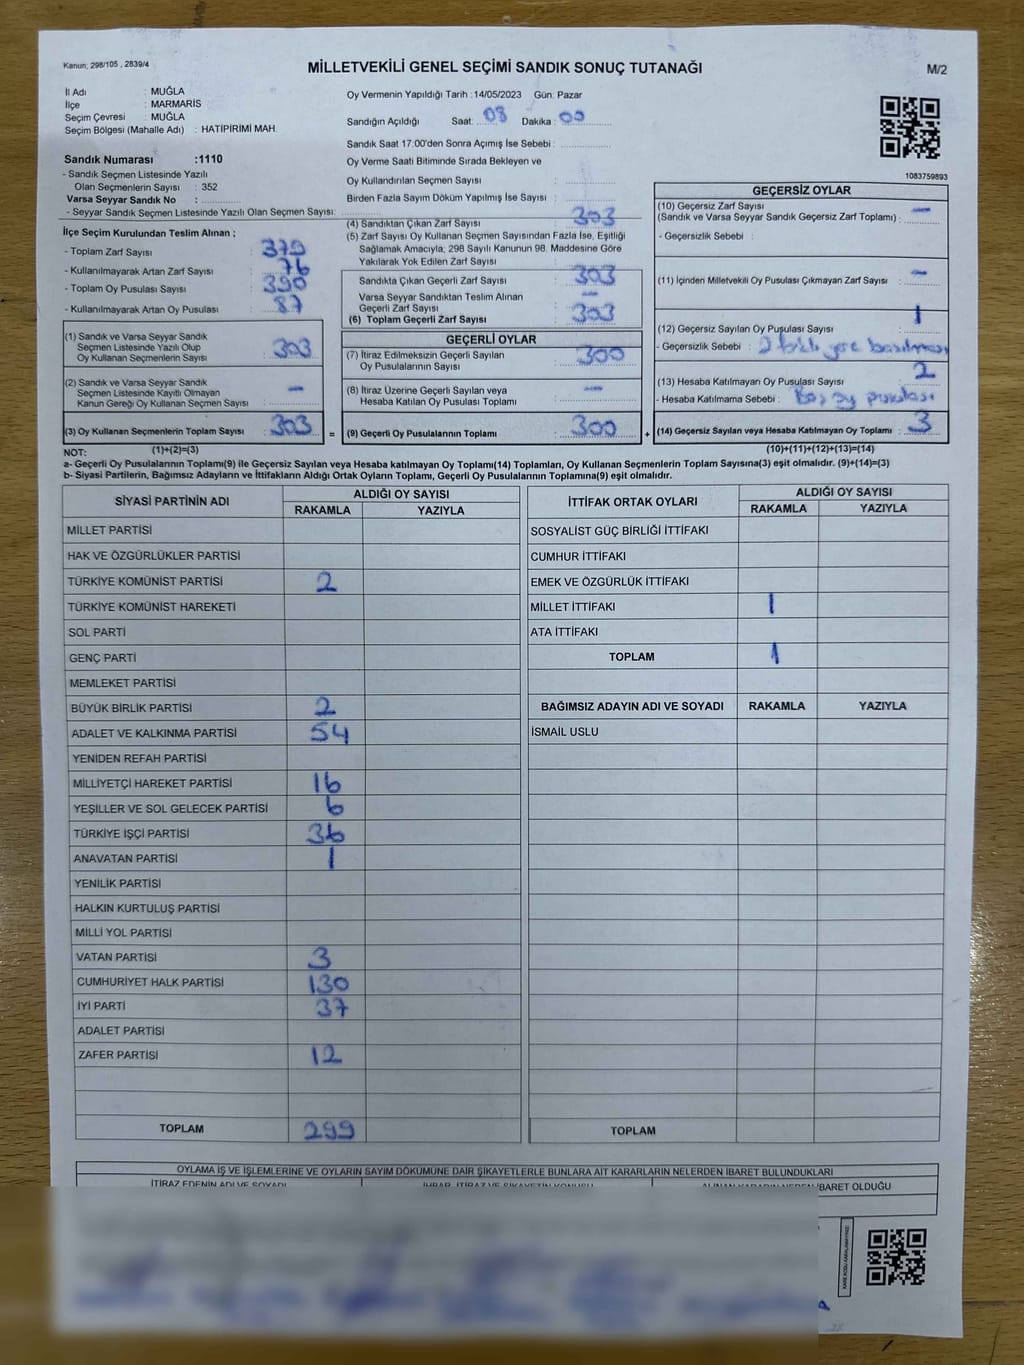 Kanun; 298/105 , 2839/4
MİLLETVEKİLİ GENEL SEÇİMİ SANDIK SONUÇ TUTANAĞI
M/2
İl Adı : MUĞLA
İlçe : MARMARİS
Seçim Çevresi : MUĞLA
Seçim Bölgesi (Mahalle Adı) : HATIPIRIMI MAH.
Sandık Numarası :1110
- Sandık Seçmen Listesinde Yazılı
Olan Seçmenlerin Sayısı : 352
Varsa Seyyar Sandık No :
- Seyyar Sandık Seçmen Listesinde Yazılı Olan Seçmen Sayısı:
Oy Vermenin Yapıldığı Tarih :14/05/2023 Gün: Pazar
Sandığın Açıldığı Saat: 08 Dakika : 00
Sandık Saat 17:00'den Sonra Açımış İse Sebebi :
Oy Verme Saati Bitiminde Sırada Bekleyen ve
Oy Kullandırılan Seçmen Sayısı :
Birden Fazla Sayım Döküm Yapılmış İse Sayısı :
1083759893
İlçe Seçim Kurulundan Teslim Alınan ;
- Toplam Zarf Sayısı : 379
- Kullanılmayarak Artan Zarf Sayısı : 76
- Toplam Oy Pusulası Sayısı : 390
- Kullanılmayarak Artan Oy Pusulası : 87
(1) Sandık ve Varsa Seyyar Sandık
Seçmen Listesinde Yazılı Olup
Oy Kullanan Seçmenlerin Sayısı : 303
(2) Sandık ve Varsa Seyyar Sandık
Seçmen Listesinde Kayıtlı Olmayan
Kanun Gereği Oy Kullanan Seçmen Sayısı : —
(3) Oy Kullanan Seçmenlerin Toplam Sayısı : 303
(1)+(2)=(3)
(4) Sandıktan Çıkan Zarf Sayısı : 303
(5) Zarf Sayısı Oy Kullanan Seçmen Sayısından Fazla İse, Eşitliği
Sağlamak Amacıyla; 298 Sayılı Kanunun 98. Maddesine Göre
Yakılarak Yok Edilen Zarf Sayısı :
Sandıkta Çıkan Geçerli Zarf Sayısı : 303
Varsa Seyyar Sandıktan Teslim Alınan
Geçerli Zarf Sayısı : —
(6) Toplam Geçerli Zarf Sayısı : 303
GEÇERLİ OYLAR
(7) İtiraz Edilmeksizin Geçerli Sayılan
Oy Pusulalarının Sayısı : 300
(8) İtiraz Üzerine Geçerli Sayılan veya
Hesaba Katılan Oy Pusulası Toplamı : —
= (9) Geçerli Oy Pusulalarının Toplamı : 300
GEÇERSİZ OYLAR
(10) Geçersiz Zarf Sayısı
(Sandık ve Varsa Seyyar Sandık Geçersiz Zarf Toplamı) : —
- Geçersizlik Sebebi :
(11) İçinden Milletvekili Oy Pusulası Çıkmayan Zarf Sayısı : —
(12) Geçersiz Sayılan Oy Pusulası Sayısı : 1
- Geçersizlik Sebebi : 2 farklı yere basılması
(13) Hesaba Katılmayan Oy Pusulası Sayısı : 2
- Hesaba Katılmama Sebebi : Boş oy pusulası
+ (14) Geçersiz Sayılan veya Hesaba Katılmayan Oy Toplamı : 3
(10)+(11)+(12)+(13)=(14)
NOT:
a- Geçerli Oy Pusulasının Toplamı(9) ile Geçersiz Sayılan veya Hesaba katılmayan Oy Toplamı(14) Toplamları, Oy Kullanan Seçmenlerin Toplam Sayısına(3) eşit olmalıdır. (9)+(14)=(3)
b- Siyasi Partilerin, Bağımsız Adayların ve İttifakların Aldığı Ortak Oyların Toplamı, Geçerli Oy Pusulalarının Toplamına(9) eşit olmalıdır.
SİYASİ PARTİNİN ADI ALDIĞI OY SAYISI
RAKAMLA YAZIYLA
MİLLET PARTİSİ
HAK VE ÖZGÜRLÜKLER PARTİSİ
TÜRKİYE KOMÜNİST PARTİSİ 2
TÜRKİYE KOMÜNİST HAREKETİ
SOL PARTİ
GENÇ PARTİ
MEMLEKET PARTİSİ
BÜYÜK BİRLİK PARTİSİ 2
ADALET VE KALKINMA PARTİSİ 54
YENİDEN REFAH PARTİSİ
MİLLİYETÇİ HAREKET PARTİSİ 16
YEŞİLLER VE SOL GELECEK PARTİSİ 6
TÜRKİYE İŞÇİ PARTİSİ 36
ANAVATAN PARTİSİ 1
YENİLİK PARTİSİ
HALKIN KURTULUŞ PARTİSİ
MİLLİ YOL PARTİSİ
VATAN PARTİSİ 3
CUMHURİYET HALK PARTİSİ 130
İYİ PARTİ 37
ADALET PARTİSİ
ZAFER PARTİSİ 12
TOPLAM 299
İTTİFAK ORTAK OYLARI ALDIĞI OY SAYISI
RAKAMLA YAZIYLA
SOSYALİST GÜÇ BİRLİĞİ İTTİFAKI
CUMHUR İTTİFAKI
EMEK VE ÖZGÜRLÜK İTTİFAKI
MİLLET İTTİFAKI 1
ATA İTTİFAKI
TOPLAM 1
BAĞIMSIZ ADAYIN ADI VE SOYADI RAKAMLA YAZIYLA
İSMAİL USLU
TOPLAM
OYLAMA İŞ VE İŞLEMLERİNE VE OYLARIN SAYIM DÖKÜMÜNE DAİR ŞİKAYETLERLE BUNLARA AİT KARARLARIN NELERDEN İBARET BULUNDUKLARI
İTİRAZ EDENİN ADI VE SOYADI İHBAR, İTİRAZ VE ŞİKAYETİN KONUSU ALINAN KARARIN NEDEN İBARET OLDUĞU